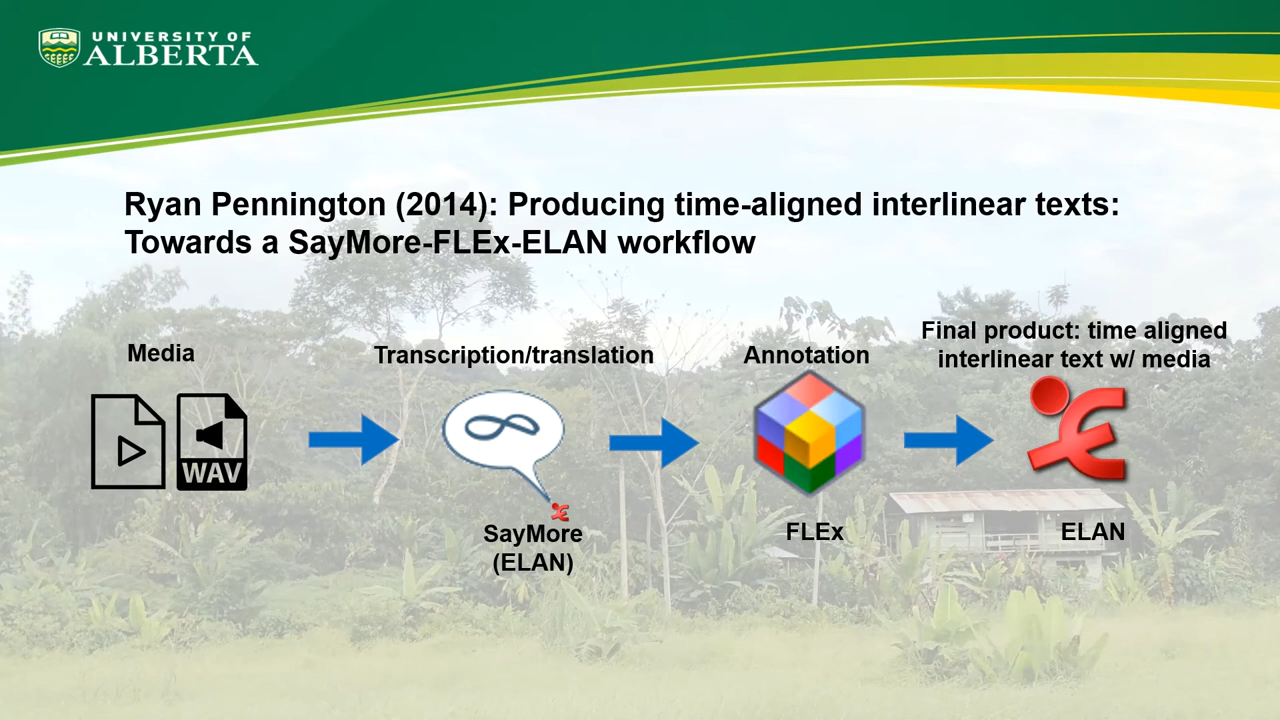 UNIVERSITY OF
ALBERTA
Ryan Pennington (2014): Producing time-aligned interlinear texts:
Towards a SayMore-FLEx-ELAN workflow
Media
Transcription/translation
Annotation
Final product: time aligned
interlinear text w/ media
WAV
SayMore
(ELAN)
FLEx
ELAN